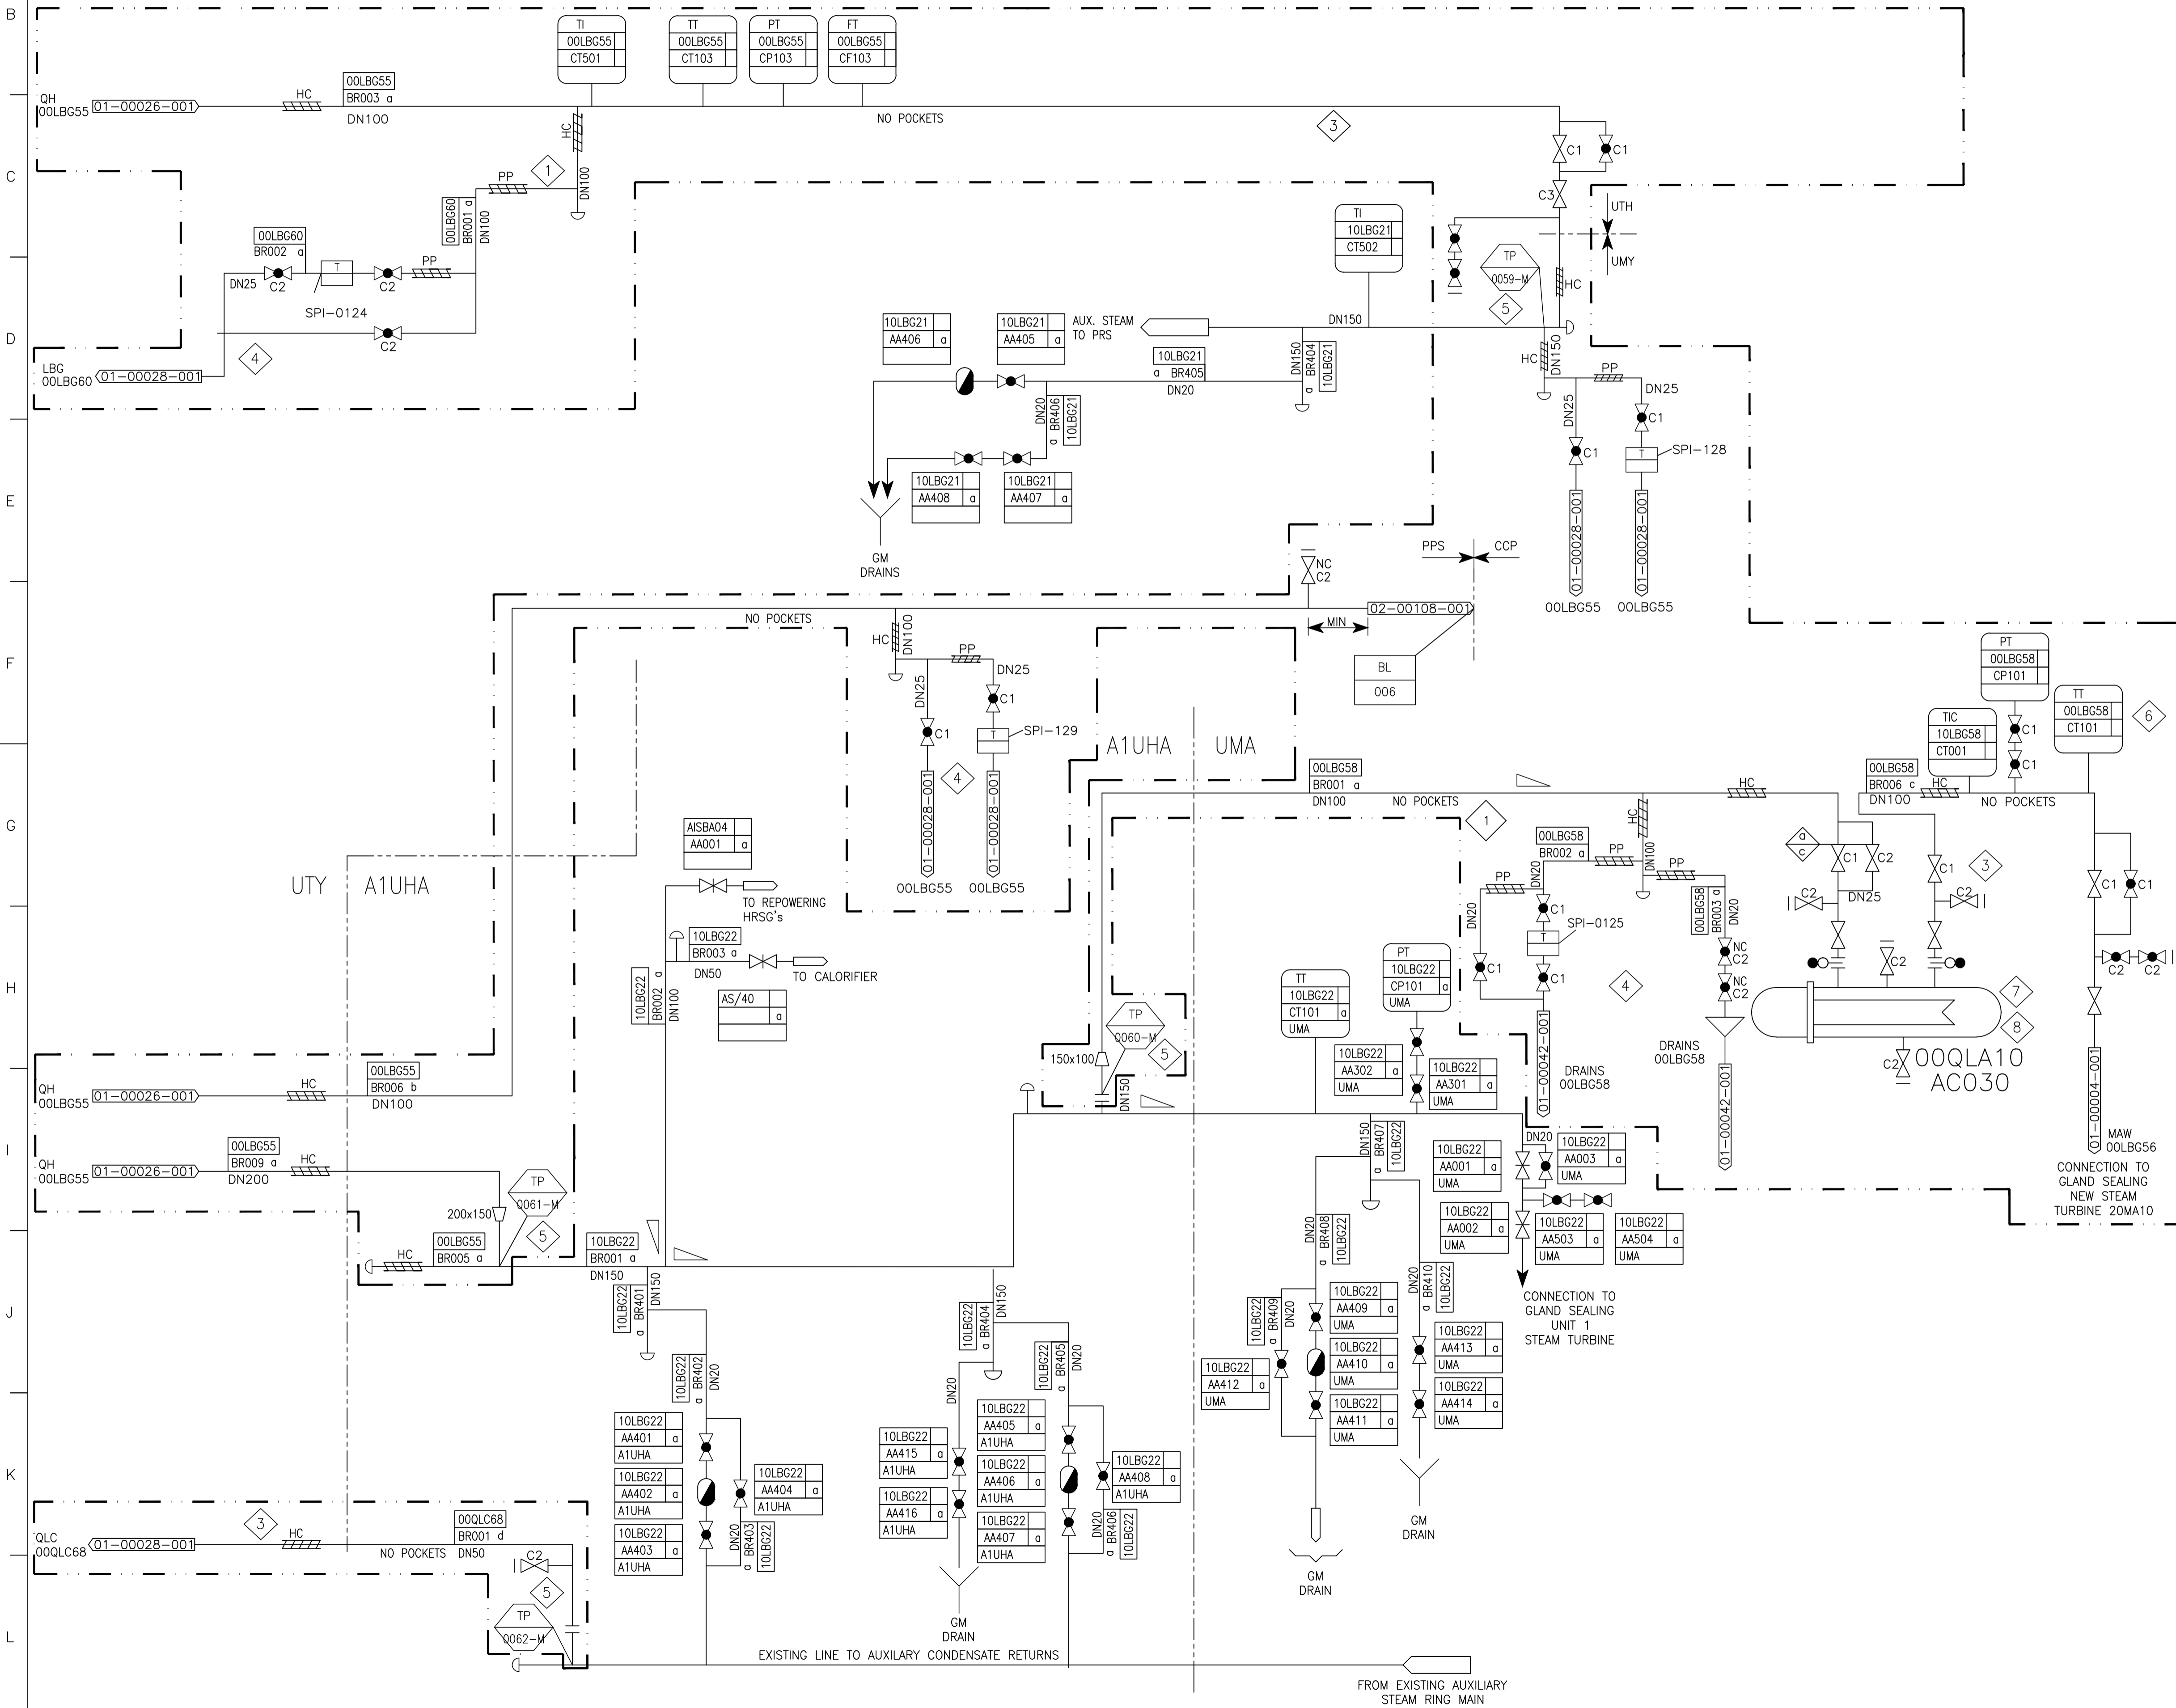 B
C
D
E
F
G
H
I
J
K
L
TI
00LBG55
CT501
TT
00LBG55
CT103
PT
00LBG55
CP103
FT
00LBG55
CF103
QH
00LBG55
01-00026-001
HC
00LBG55
BR003 a
DN100
NO POCKETS
3
HC
DN100
PP
1
00LBG60
BR001 a
DN100
C1
C1
C3
UTH
UMY
00LBG60
BR002 a
DN25
C2
T
C2
PP
SPI-0124
C2
4
LBG
00LBG60
01-00028-001
TI
10LBG21
CT502
TP
0059-M
5
HC
DN150
10LBG21
AA406 a
10LBG21
AA405 a
AUX. STEAM
TO PRS
10LBG21
a BR405
DN20
DN150
a BR404
10LBG21
DN20
a BR406
10LBG21
10LBG21
AA408 a
10LBG21
AA407 a
GM
DRAINS
HC
DN150
PP
DN25
DN25
C1
C1
T
SPI-128
01-00028-001
01-00028-001
00LBG55
00LBG55
PPS
CCP
NC
C2
02-00108-001
MIN
BL
006
NO POCKETS
HC
DN100
PP
DN25
DN25
C1
C1
T
SPI-129
4
01-00028-001
01-00028-001
00LBG55
00LBG55
A1UHA
UMA
UTY
A1UHA
PT
00LBG58
CP101
TT
00LBG58
CT101
6
TIC
10LBG58
CT001
C1
C1
00LBG58
BR001 a
DN100
NO POCKETS
HC
00LBG58
BR006 c
HC
DN100
NO POCKETS
1
HC
DN100
00LBG58
BR002 a
PP
PP
PP
DN20
DN20
00LBG58
BR003 a
DN20
C1
T
SPI-0125
C1
C1
NC
C2
NC
C2
4
a
c
C1
C2
DN25
C2
C1
C2
3
C2
7
8
C2
00QLA10
AC030
C1
C1
C2
C2
01-00004-001
MAW
00LBG56
CONNECTION TO
GLAND SEALING
NEW STEAM
TURBINE 20MA10
DRAINS
00LBG58
01-00042-001
DRAINS
00LBG58
01-00042-001
AISBA04
AA001 a
TO REPOWERING
HRSG's
10LBG22
BR003 a
DN50
TO CALORIFIER
AS/40
a
10LBG22
BR002 a
DN100
TP
0060-M
5
150x100
DN150
TT
10LBG22
CT101 a
UMA
PT
10LBG22
CP101 a
UMA
10LBG22
AA302 a
UMA
10LBG22
AA301 a
UMA
QH
00LBG55
01-00026-001
HC
00LBG55
BR006 b
DN100
QH
00LBG55
01-00026-001
00LBG55
BR009 a
DN200
HC
TP
0061-M
5
200x150
HC
00LBG55
BR005 a
10LBG22
BR001 a
DN150
DN150
a BR407
10LBG22
10LBG22
AA001 a
UMA
DN20
10LBG22
AA003 a
UMA
10LBG22
AA002 a
UMA
10LBG22
AA503 a
UMA
10LBG22
AA504 a
UMA
CONNECTION TO
GLAND SEALING
UNIT 1
STEAM TURBINE
10LBG22
a BR401
DN150
10LBG22
a BR402
DN20
10LBG22
AA401 a
A1UHA
10LBG22
AA402 a
A1UHA
10LBG22
AA403 a
A1UHA
10LBG22
AA404 a
A1UHA
DN20
a BR403
10LBG22
10LBG22
a BR404
DN150
10LBG22
a BR405
DN20
DN20
10LBG22
AA415 a
A1UHA
10LBG22
AA416 a
A1UHA
10LBG22
AA405 a
A1UHA
10LBG22
AA406 a
A1UHA
10LBG22
AA407 a
A1UHA
10LBG22
AA408 a
A1UHA
DN20
a BR406
10LBG22
GM
DRAIN
DN20
a BR408
10LBG22
10LBG22
a BR409
DN20
10LBG22
AA409 a
UMA
10LBG22
AA410 a
UMA
10LBG22
AA411 a
UMA
10LBG22
AA412 a
UMA
DN20
a BR410
10LBG22
10LBG22
AA413 a
UMA
10LBG22
AA414 a
UMA
GM
DRAIN
GM
DRAIN
QLC
00QLC68
01-00028-001
3
HC
NO POCKETS
00QLC68
BR001 d
DN50
C2
5
TP
0062-M
EXISTING LINE TO AUXILARY CONDENSATE RETURNS
FROM EXISTING AUXILIARY
STEAM RING MAIN